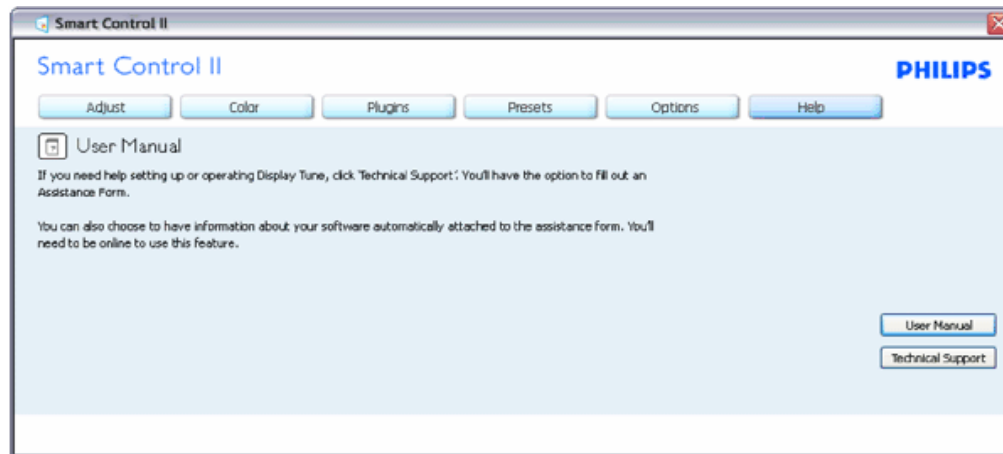 Smart Control II
Smart Control II
PHILIPS
Adjust
Color
Plugins
Presets
Options
Help
User Manual
If you need help setting up or operating Display Tune, click 'Technical Support'. You'll have the option to fill out an
Assistance Form.
You can also choose to have information about your software automatically attached to the assistance form. You'll
need to be online to use this feature.
User Manual
Technical Support